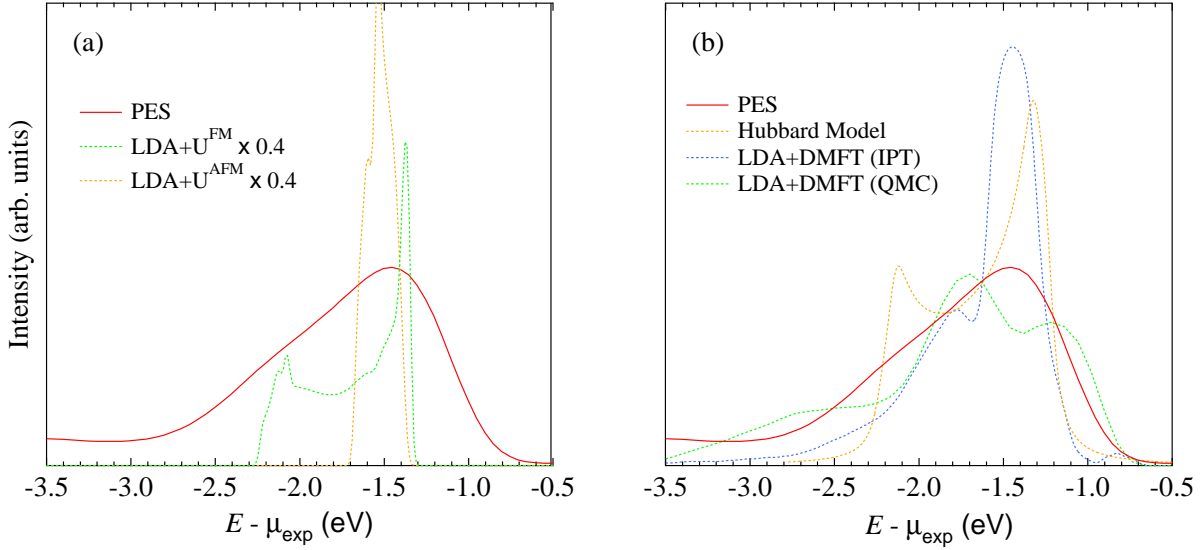 (a)
PES
LDA+U^FM x 0.4
LDA+U^AFM x 0.4
Intensity (arb. units)
-3.5 -3.0 -2.5 -2.0 -1.5 -1.0 -0.5
E - μexp (eV)
(b)
PES
Hubbard Model
LDA+DMFT (IPT)
LDA+DMFT (QMC)
-3.5 -3.0 -2.5 -2.0 -1.5 -1.0 -0.5
E - μexp (eV)